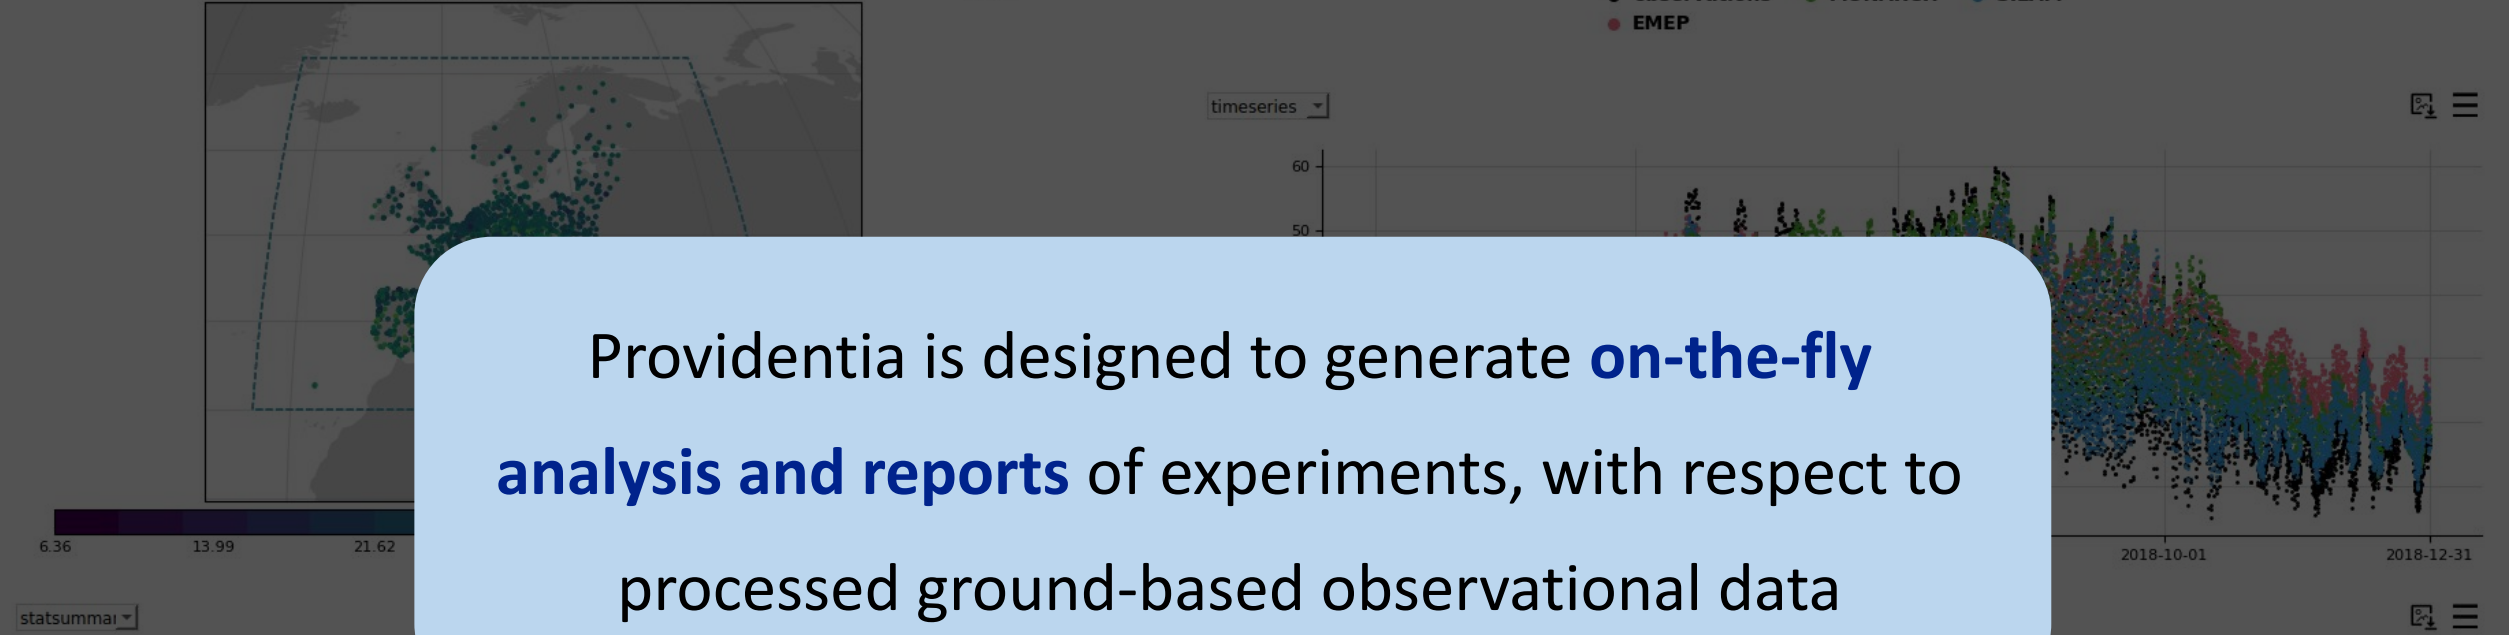 EMEP
timeseries
60
50
Providentia is designed to generate on-the-fly
analysis and reports of experiments, with respect to
processed ground-based observational data
6.36 13.99 21.62
2018-10-01 2018-12-31